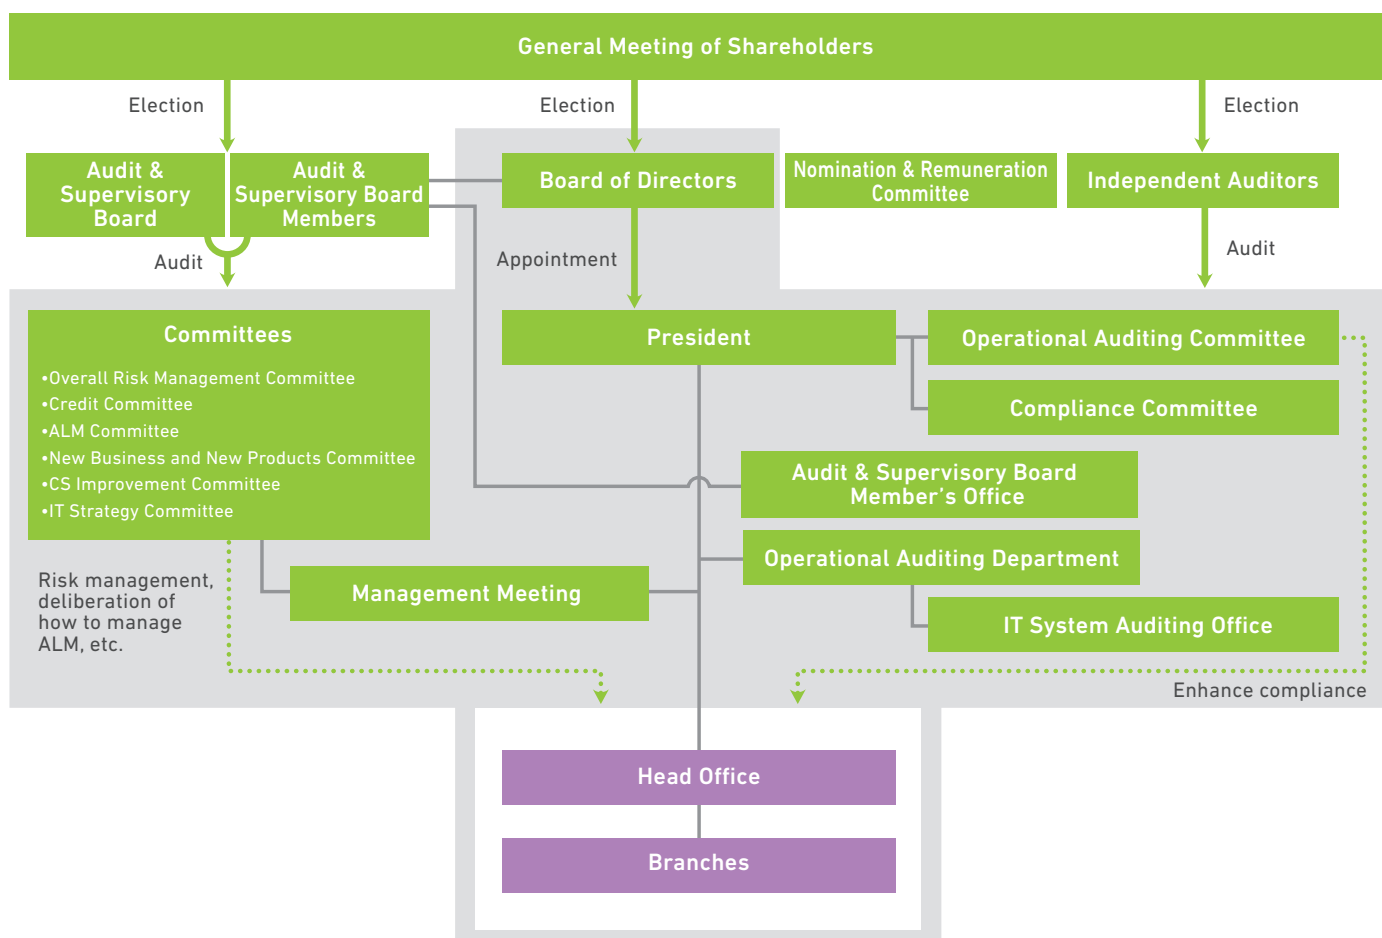 General Meeting of Shareholders
Election
Election
Election
Audit &
Supervisory
Board
Audit &
Supervisory Board
Members
Board of Directors
Nomination & Remuneration
Committee
Independent Auditors
Audit
Appointment
Audit
Committees
•Overall Risk Management Committee
•Credit Committee
•ALM Committee
•New Business and New Products Committee
•CS Improvement Committee
•IT Strategy Committee
President
Operational Auditing Committee
Compliance Committee
Audit & Supervisory Board
Member’s Office
Operational Auditing Department
Risk management,
deliberation of
how to manage
ALM, etc.
Management Meeting
IT System Auditing Office
Enhance compliance
Head Office
Branches